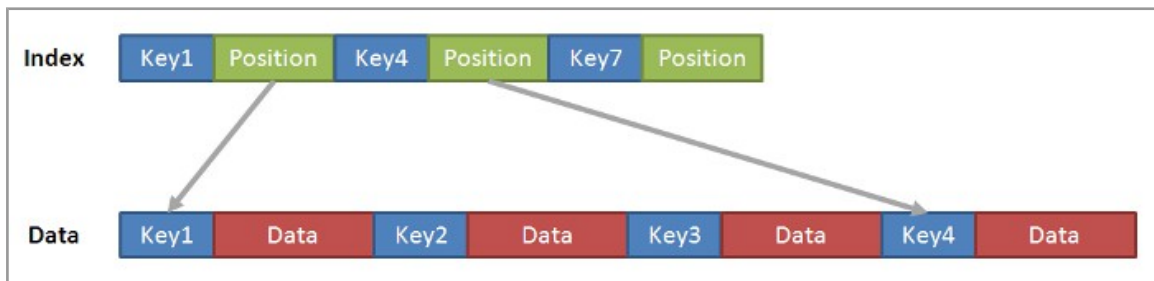 Index Key1 Position Key4 Position Key7 Position
Data Key1 Data Key2 Data Key3 Data Key4 Data